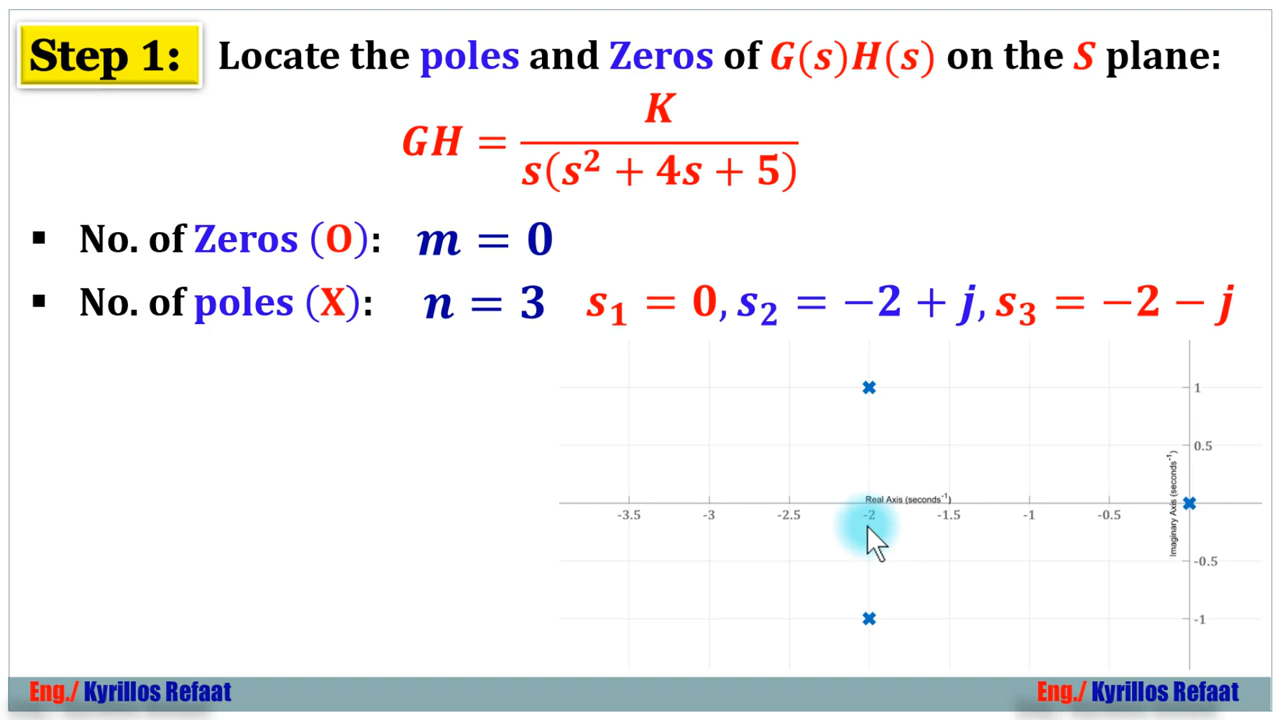 Step 1: Locate the poles and Zeros of G(s)H(s) on the S plane:
GH = K / s(s² + 4s + 5)
▪ No. of Zeros (O): m = 0
▪ No. of poles (X): n = 3 s₁ = 0, s₂ = −2 + j, s₃ = −2 − j
1
0.5
Real Axis (seconds⁻¹)
Imaginary Axis (seconds⁻¹)
-3.5 -3 -2.5 -2 -1.5 -1 -0.5
-0.5
-1
Eng./ Kyrillos Refaat Eng./ Kyrillos Refaat